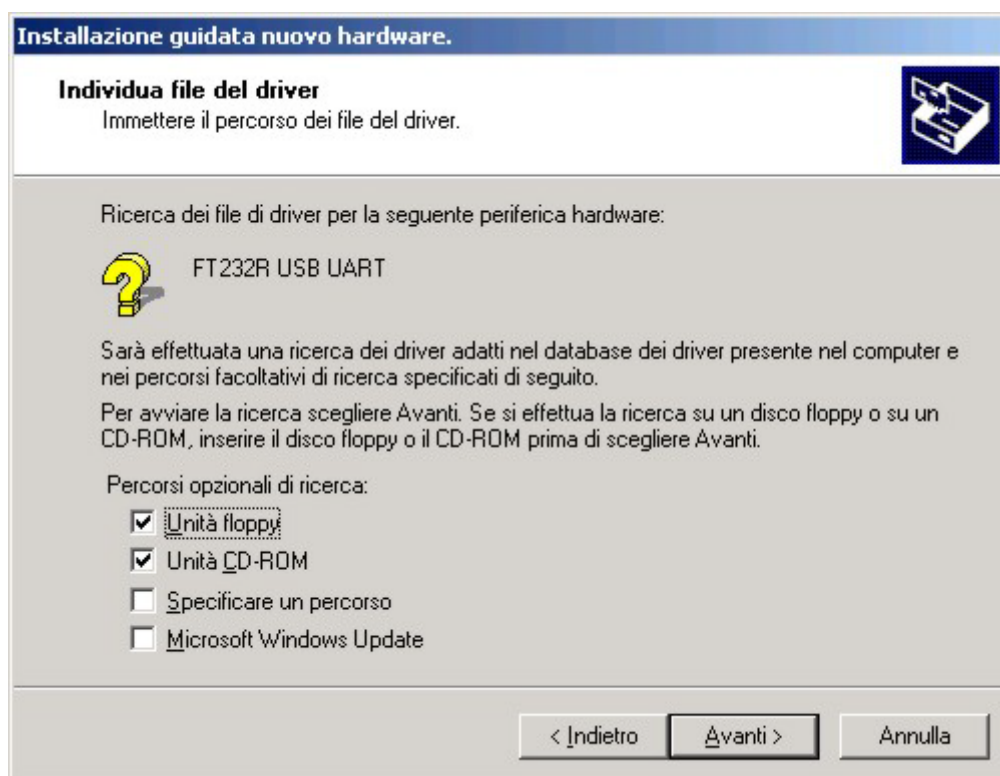 Installazione guidata nuovo hardware.
Individua file del driver
Immettere il percorso dei file del driver.
Ricerca dei file di driver per la seguente periferica hardware:
FT232R USB UART
Sarà effettuata una ricerca dei driver adatti nel database dei driver presente nel computer e
nei percorsi facoltativi di ricerca specificati di seguito.
Per avviare la ricerca scegliere Avanti. Se si effettua la ricerca su un disco floppy o su un
CD-ROM, inserire il disco floppy o il CD-ROM prima di scegliere Avanti.
Percorsi opzionali di ricerca:
Unità floppy
Unità CD-ROM
Specificare un percorso
Microsoft Windows Update
< Indietro
Avanti >
Annulla